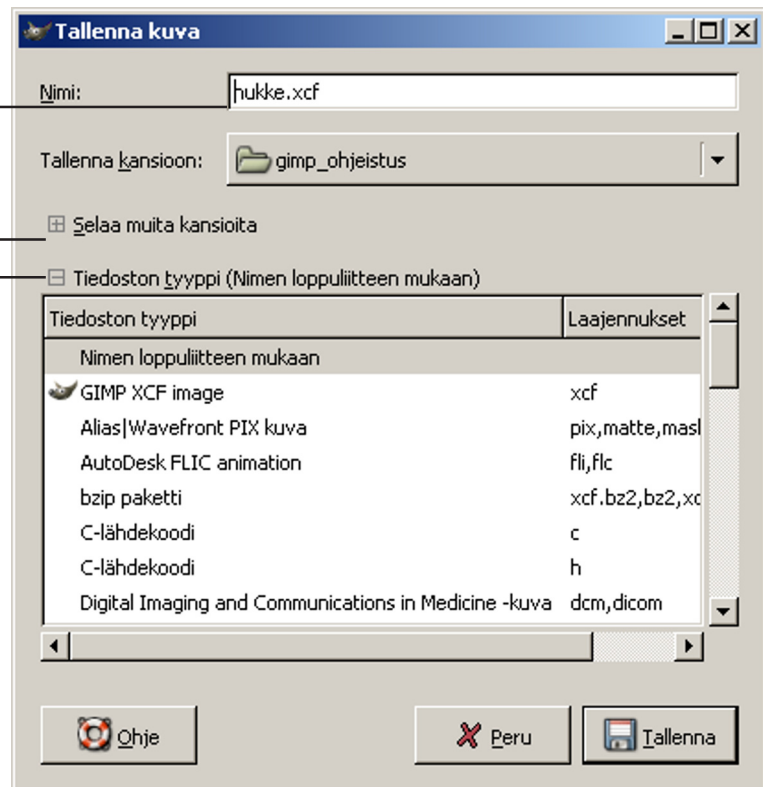 Tallenna kuva
Nimi: hukke.xcf
Tallenna kansioon: gimp_ohjeistus
Selaa muita kansioita
Tiedoston tyyppi (Nimen loppuliitteen mukaan)
Tiedoston tyyppi Laajennukset
Nimen loppuliitteen mukaan
GIMP XCF image xcf
Alias|Wavefront PIX kuva pix,matte,mask
AutoDesk FLIC animation fli,flc
bzip paketti xcf.bz2,bz2,xc
C-lähdekoodi c
C-lähdekoodi h
Digital Imaging and Communications in Medicine -kuva dcm,dicom
Ohje Peru Tallenna